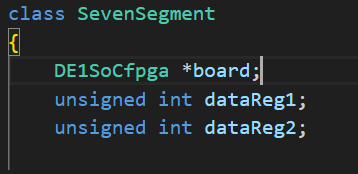 class SevenSegment
{
DE1SoCfpga *board;
unsigned int dataReg1;
unsigned int dataReg2;